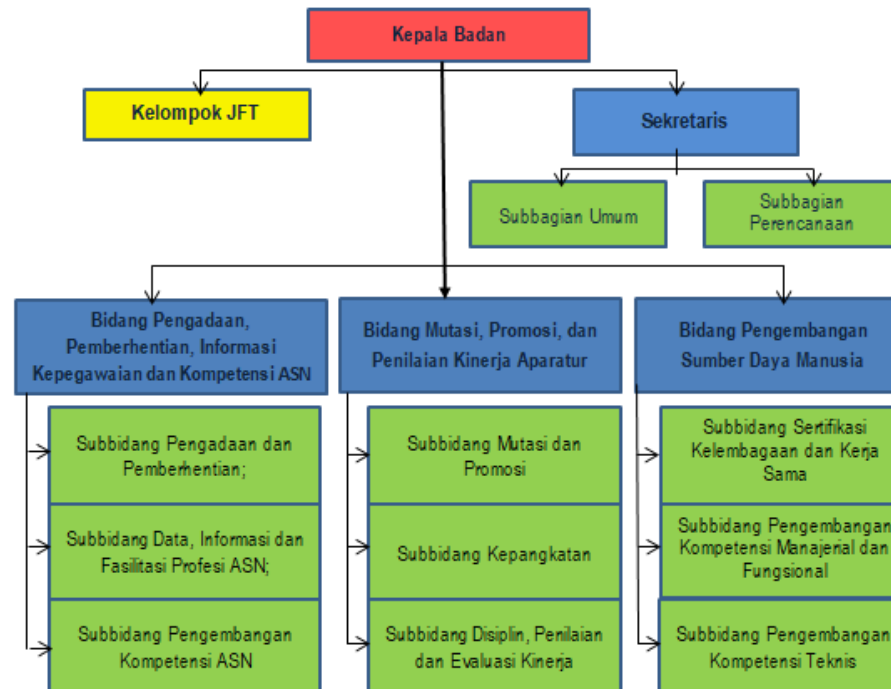 Kepala Badan
Kelompok JFT
Sekretaris
Subbagian Umum
Subbagian
Perencanaan
Bidang Pengadaan,
Pemberhentian, Informasi
Kepegawaian dan Kompetensi ASN
Bidang Mutasi, Promosi, dan
Penilaian Kinerja Aparatur
Bidang Pengembangan
Sumber Daya Manusia
Subbidang Pengadaan dan
Pemberhentian;
Subbidang Data, Informasi dan
Fasilitasi Profesi ASN;
Subbidang Pengembangan
Kompetensi ASN
Subbidang Mutasi dan
Promosi
Subbidang Kepangkatan
Subbidang Disiplin, Penilaian
dan Evaluasi Kinerja
Subbidang Sertifikasi
Kelembagaan dan Kerja
Sama
Subbidang Pengembangan
Kompetensi Manajerial dan
Fungsional
Subbidang Pengembangan
Kompetensi Teknis